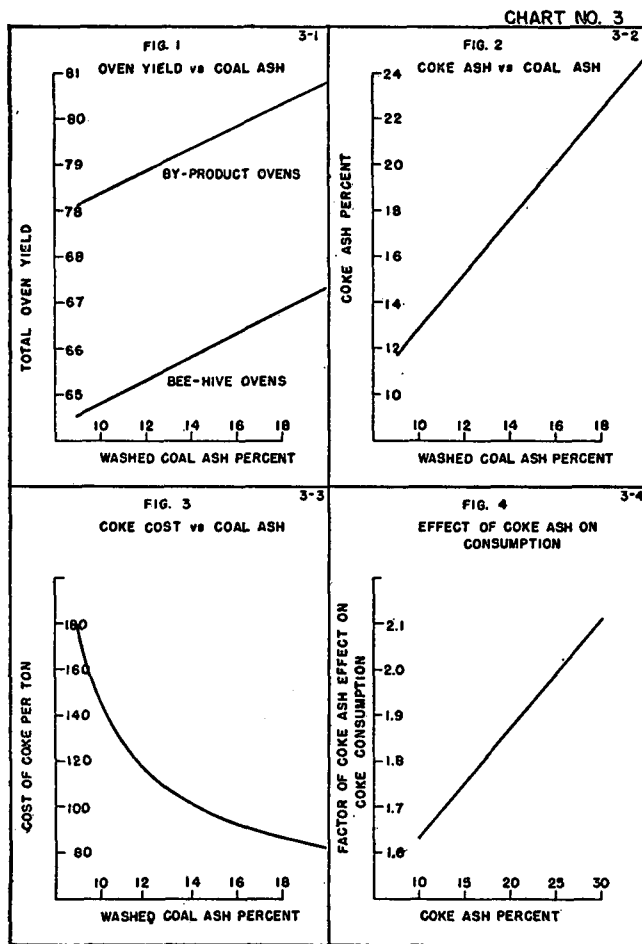 CHART NO. 3
FIG. 1
3-1
OVEN YIELD vs COAL ASH
TOTAL OVEN YIELD
81
80
79
78
68
67
66
65
BY-PRODUCT OVENS
BEE-HIVE OVENS
10 12 14 16 18
WASHED COAL ASH PERCENT
FIG. 2
3-2
COKE ASH vs COAL ASH
COKE ASH PERCENT
24
22
20
18
16
14
12
10
10 12 14 16 18
WASHED COAL ASH PERCENT
FIG. 3
3-3
COKE COST vs COAL ASH
COST OF COKE PER TON
180
160
140
120
100
80
10 12 14 16 18
WASHED COAL ASH PERCENT
FIG. 4
3-4
EFFECT OF COKE ASH ON
CONSUMPTION
FACTOR OF COKE ASH EFFECT ON
COKE CONSUMPTION
2.1
2.0
1.9
1.8
1.7
1.6
10 15 20 25 30
COKE ASH PERCENT